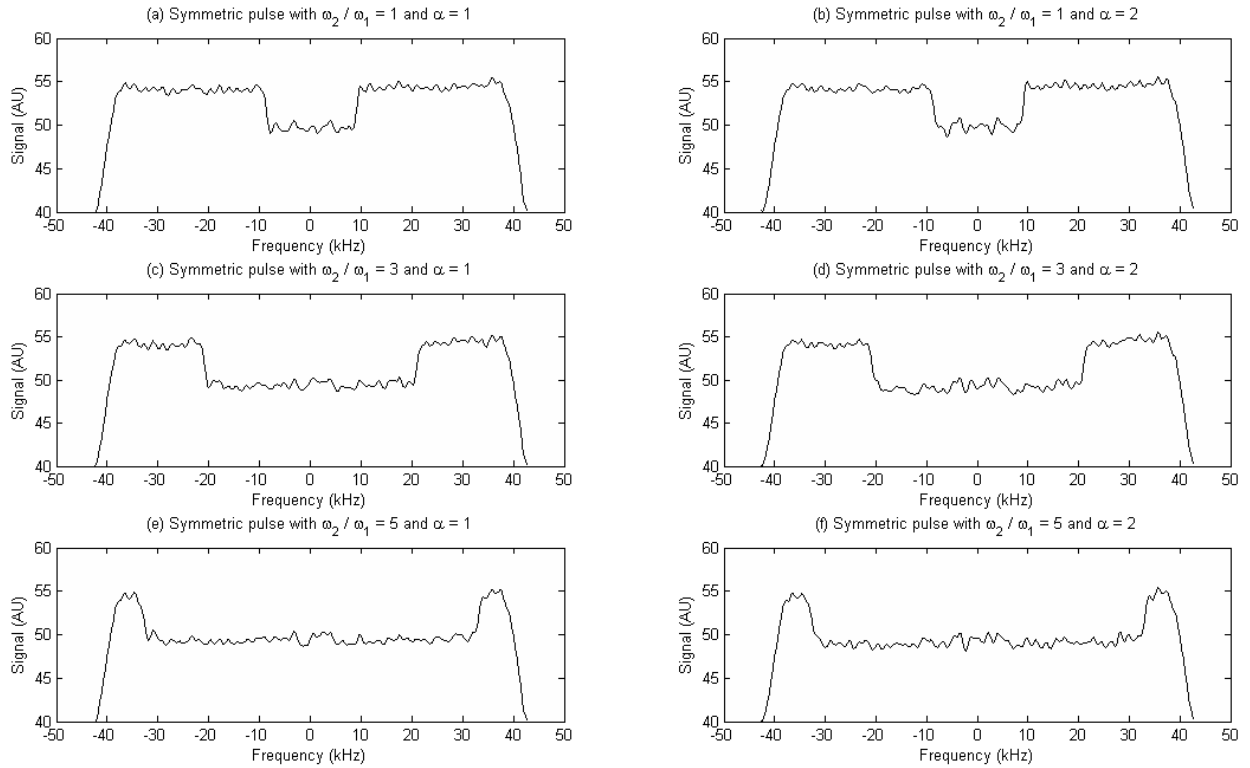 (a) Symmetric pulse with ω2 / ω1 = 1 and α = 1
60
55
50
45
40
Signal (AU)
-50 -40 -30 -20 -10 0 10 20 30 40 50
Frequency (kHz)
(b) Symmetric pulse with ω2 / ω1 = 1 and α = 2
60
55
50
45
40
Signal (AU)
-50 -40 -30 -20 -10 0 10 20 30 40 50
Frequency (kHz)
(c) Symmetric pulse with ω2 / ω1 = 3 and α = 1
60
55
50
45
40
Signal (AU)
-50 -40 -30 -20 -10 0 10 20 30 40 50
Frequency (kHz)
(d) Symmetric pulse with ω2 / ω1 = 3 and α = 2
60
55
50
45
40
Signal (AU)
-50 -40 -30 -20 -10 0 10 20 30 40 50
Frequency (kHz)
(e) Symmetric pulse with ω2 / ω1 = 5 and α = 1
60
55
50
45
40
Signal (AU)
-50 -40 -30 -20 -10 0 10 20 30 40 50
Frequency (kHz)
(f) Symmetric pulse with ω2 / ω1 = 5 and α = 2
60
55
50
45
40
Signal (AU)
-50 -40 -30 -20 -10 0 10 20 30 40 50
Frequency (kHz)